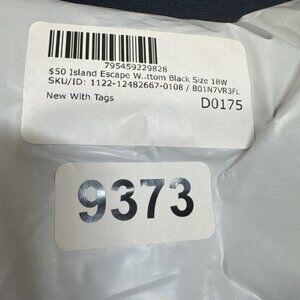 795459229828
$50 Island Escape W..ttom Black Size 18W
SKU/ID: 1122-12482667-0108 / B01N7VR3FL
New With Tags
D0175
9373